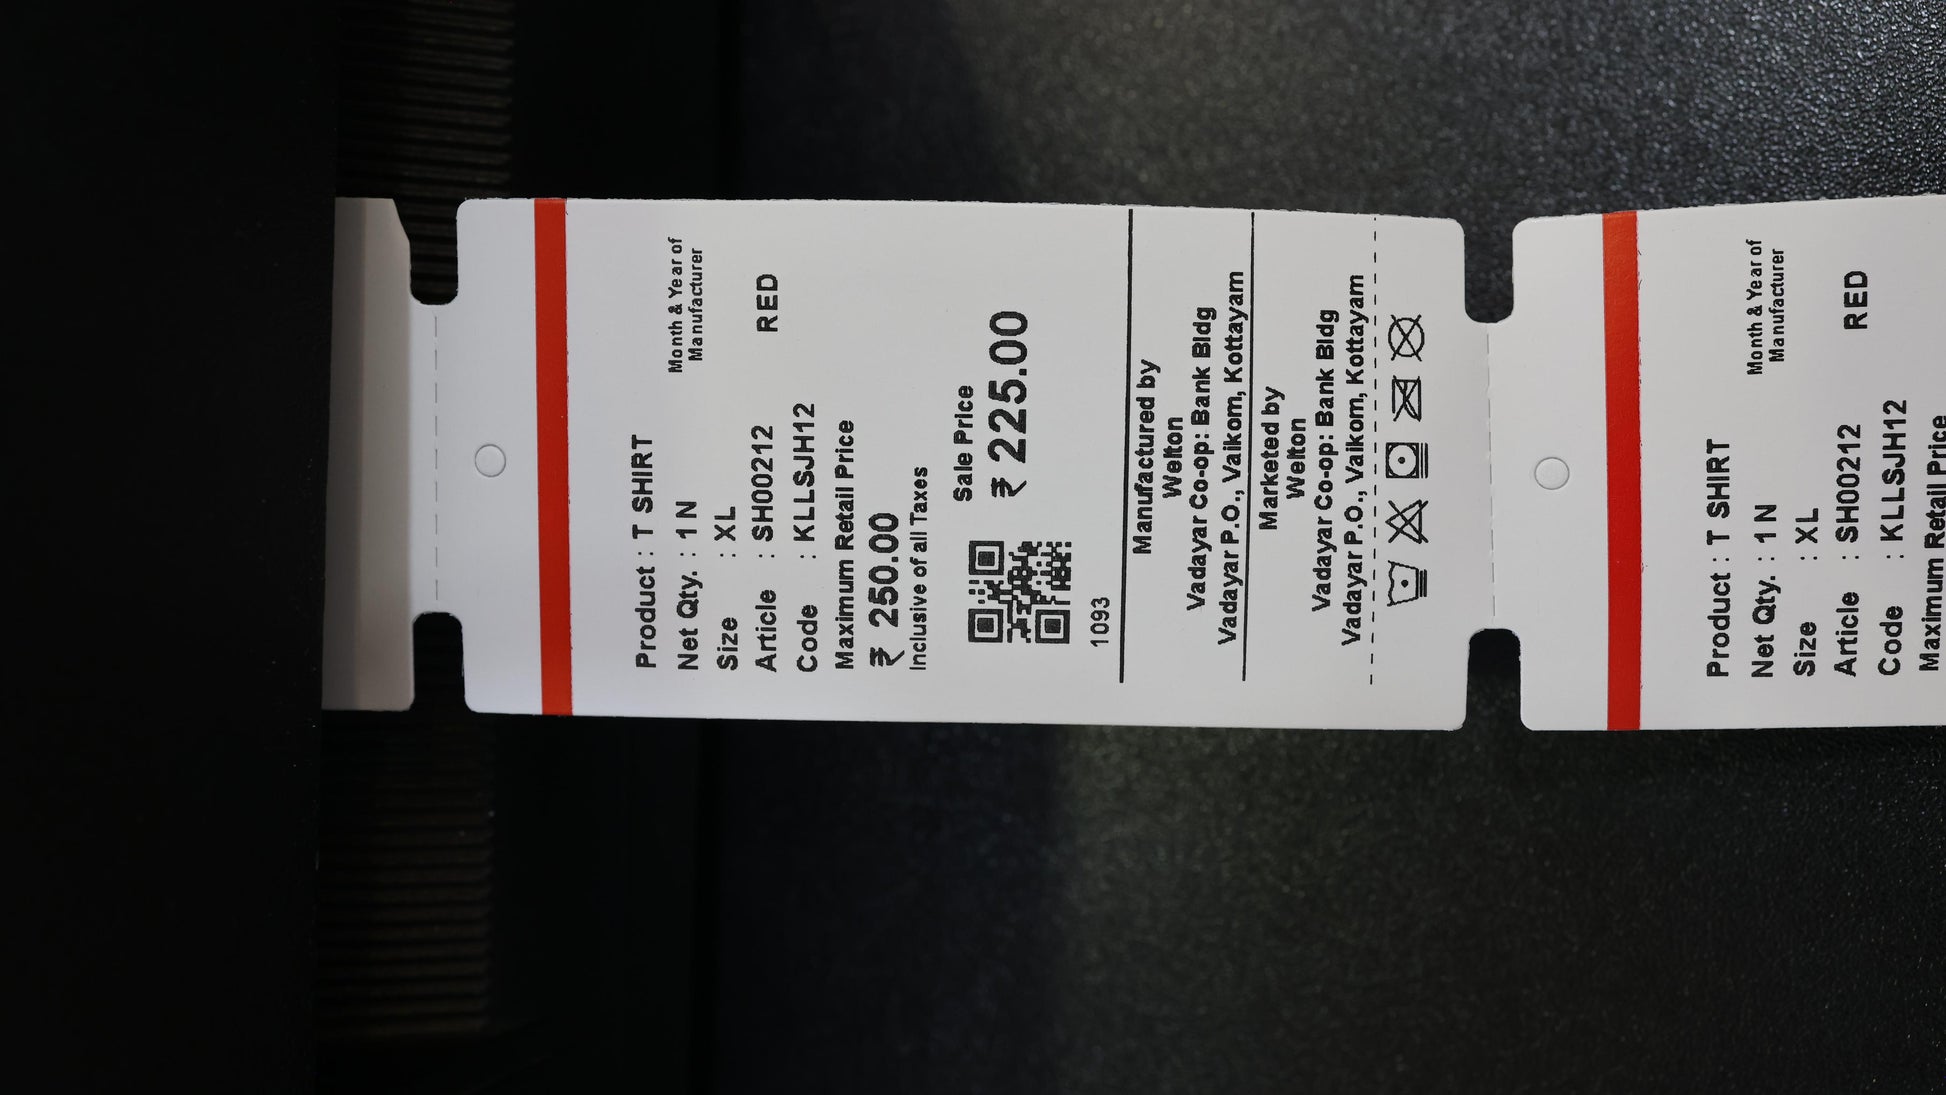 Month & Year of
Manufacturer
Product : T SHIRT
Net Qty. : 1 N
Size : XL
Article : SH00212 RED
Code : KLLSJH12
Maximum Retail Price
₹ 250.00
Inclusive of all Taxes
Sale Price
₹ 225.00
1093
Manufactured by
Welton
Vadayar Co-op: Bank Bldg
Vadayar P.O., Vaikom, Kottayam
Marketed by
Welton
Vadayar Co-op: Bank Bldg
Vadayar P.O., Vaikom, Kottayam
Month & Year of
Manufacturer
Product : T SHIRT
Net Qty. : 1 N
Size : XL
Article : SH00212 RED
Code : KLLSJH12
Maximum Retail Price